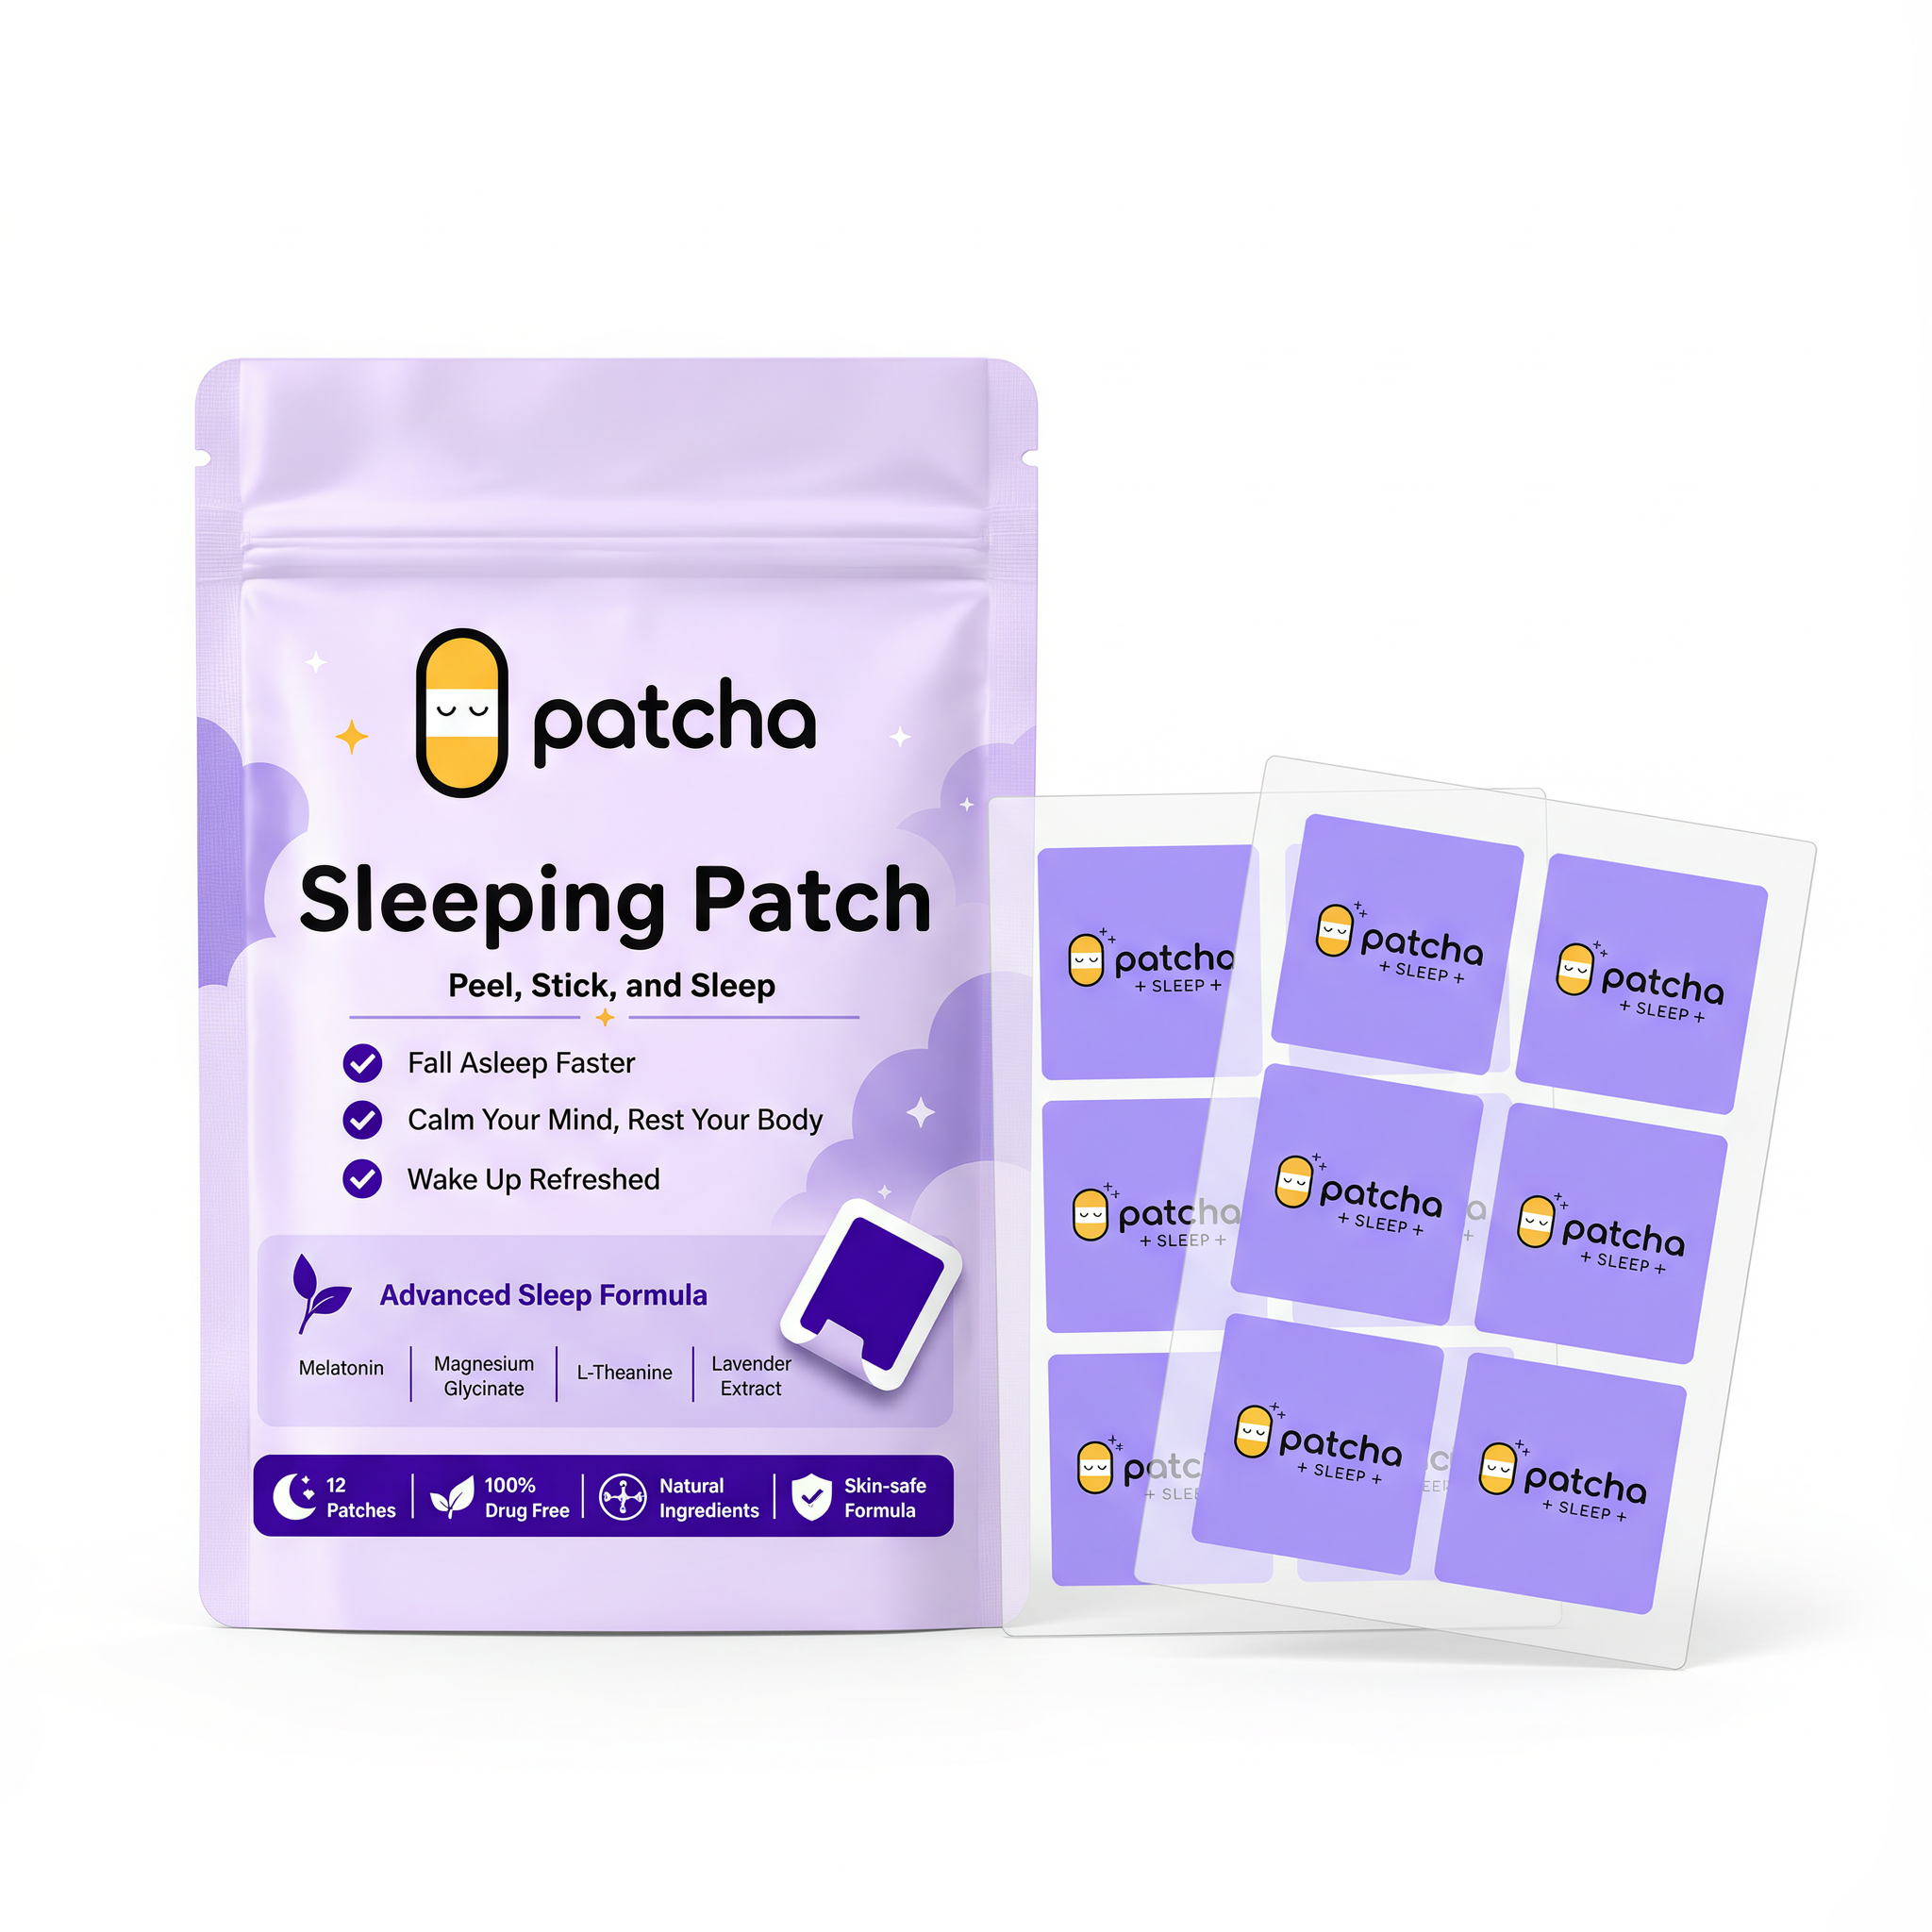 patcha
Sleeping Patch
Peel, Stick, and Sleep
Fall Asleep Faster
Calm Your Mind, Rest Your Body
Wake Up Refreshed
Advanced Sleep Formula
Melatonin
Magnesium
Glycinate
L-Theanine
Lavender
Extract
12
Patches
100%
Drug Free
Natural
Ingredients
Skin-safe
Formula
patcha
+ SLEEP +
patcha
+ SLEEP +
patcha
+ SLEEP +
patcha
+ SLEEP +
patcha
+ SLEEP +
patcha
+ SLEEP +
patcha
+ SLEEP +
patcha
+ SLEEP +